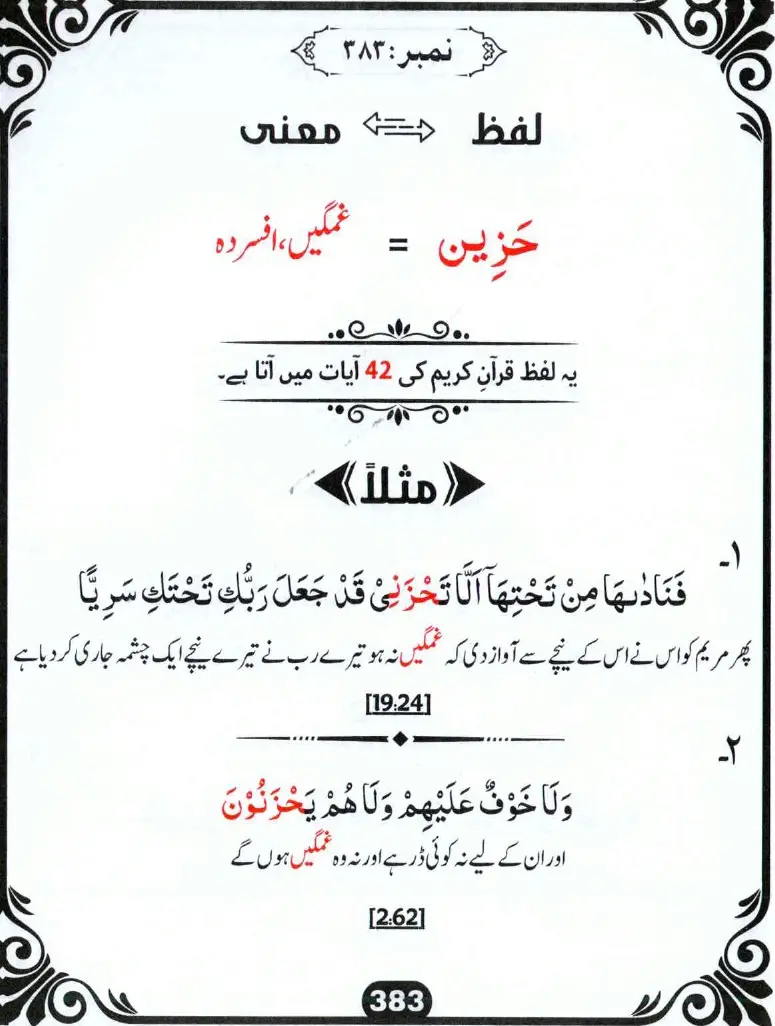 نمبر: ۳۸۳
لفظ ⇐⇒ معنی
حَزِین = غمگیں، افسردہ
یہ لفظ قرآنِ کریم کی 42 آیات میں آتا ہے۔
مثلاً
۱۔
فَنَادٰىهَا مِنْ تَحْتِهَآ اَلَّا تَحْزَنِيْ قَدْ جَعَلَ رَبُّكِ تَحْتَكِ سَرِيًّا
پھر مریم کو اس نے اس کے نیچے سے آواز دی کہ غمگیں نہ ہو تیرے رب نے تیرے نیچے ایک چشمہ جاری کر دیا ہے
[19:24]
۲۔
وَلَا خَوْفٌ عَلَيْهِمْ وَلَا هُمْ يَحْزَنُوْنَ
اور ان کے لیے نہ کوئی ڈر ہے اور نہ وہ غمگیں ہوں گے
[2:62]
383